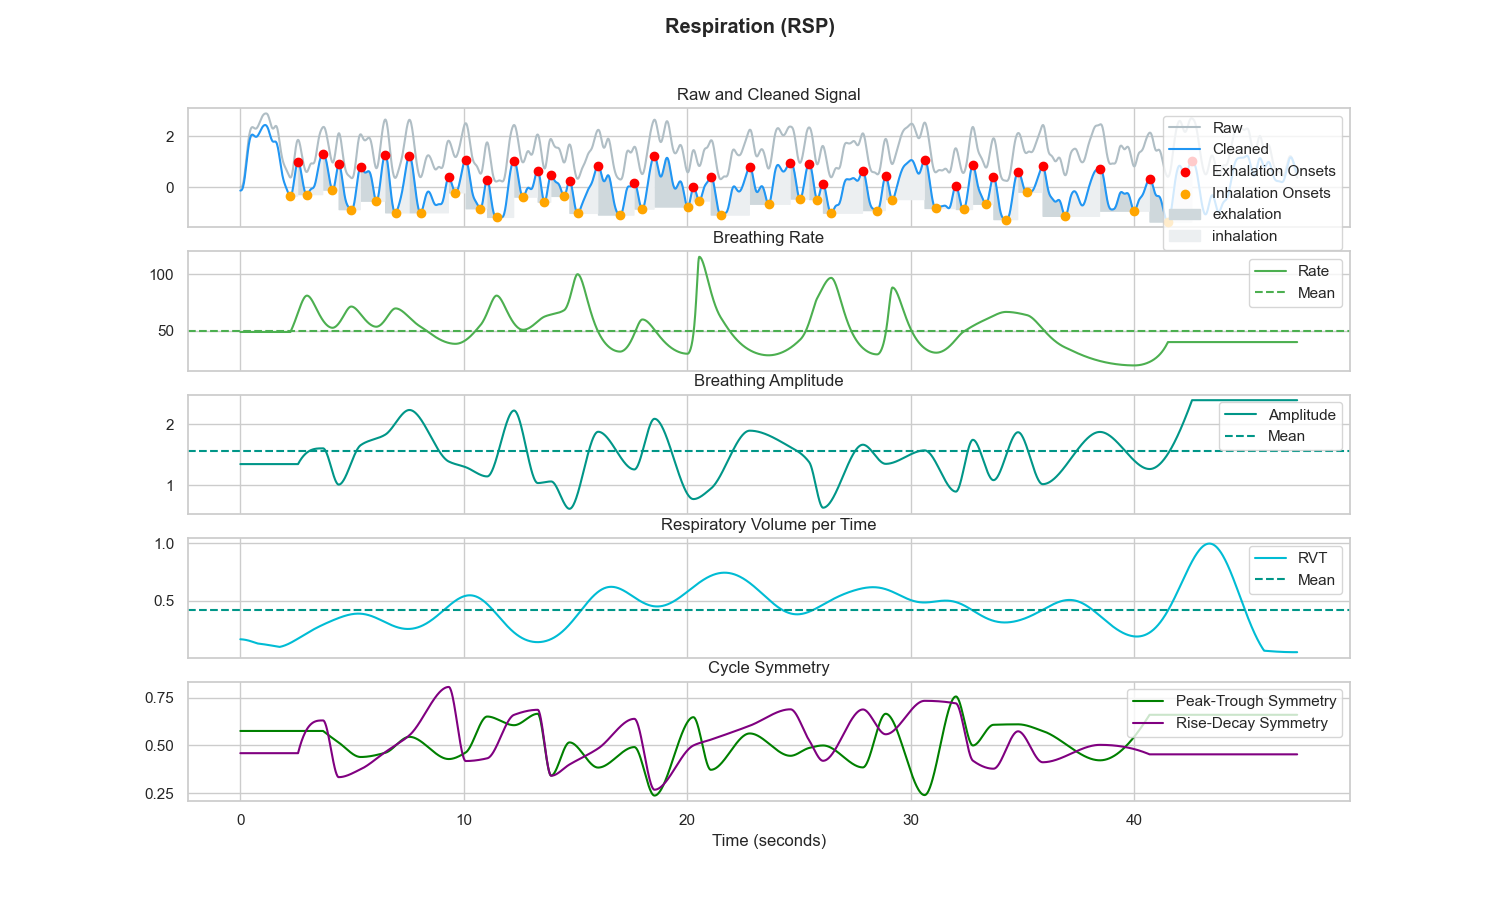 Respiration (RSP)
Raw and Cleaned Signal
2
0
Raw
Cleaned
Exhalation Onsets
Inhalation Onsets
exhalation
inhalation
Breathing Rate
100
50
Rate
Mean
Breathing Amplitude
2
1
Amplitude
Mean
Respiratory Volume per Time
1.0
0.5
RVT
Mean
Cycle Symmetry
0.75
0.50
0.25
Peak-Trough Symmetry
Rise-Decay Symmetry
0 10 20 30 40
Time (seconds)